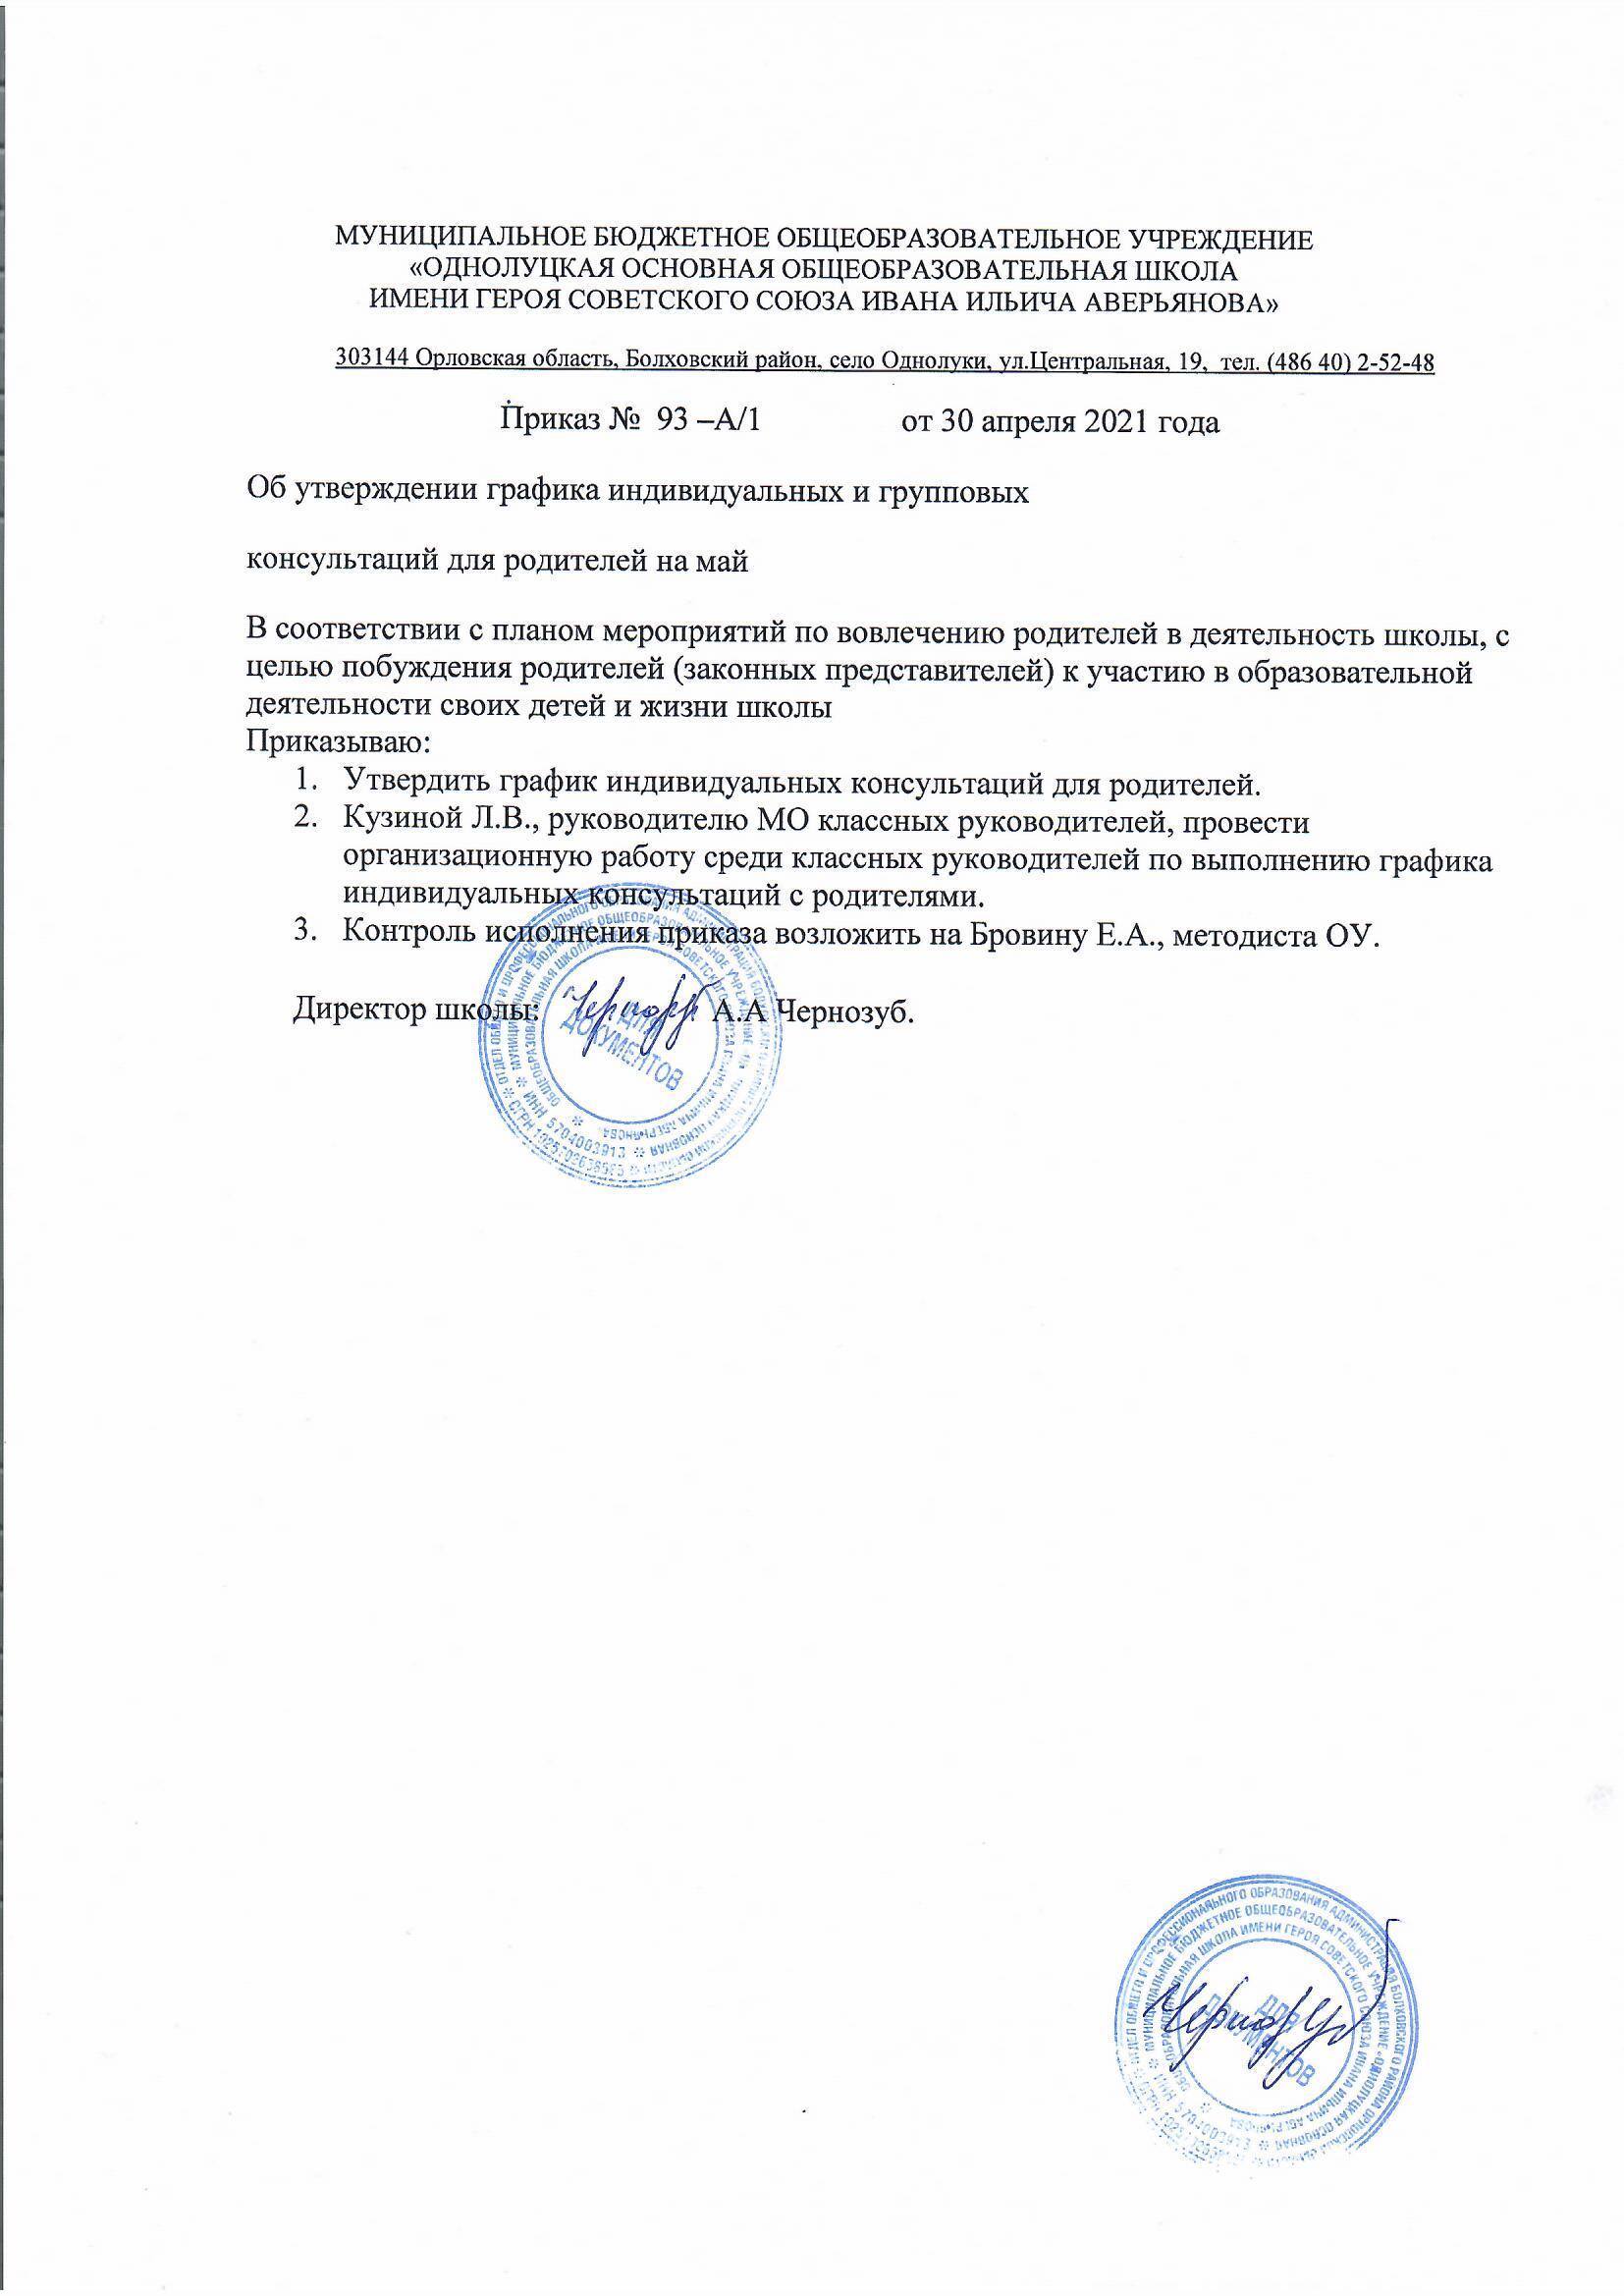 МУНИЦИПАЛЬНОЕ БЮДЖЕТНОЕ ОБЩЕОБРАЗОВАТЕЛЬНОЕ УЧРЕЖДЕНИЕ
«ОДНОЛУЦКАЯ ОСНОВНАЯ ОБЩЕОБРАЗОВАТЕЛЬНАЯ ШКОЛА
ИМЕНИ ГЕРОЯ СОВЕТСКОГО СОЮЗА ИВАНА ИЛЬИЧА АВЕРЬЯНОВА»
303144 Орловская область, Болховский район, село Однолуки, ул.Центральная, 19, тел. (486 40) 2-52-48
Приказ № 93 –А/1 от 30 апреля 2021 года
Об утверждении графика индивидуальных и групповых
консультаций для родителей на май
В соответствии с планом мероприятий по вовлечению родителей в деятельность школы, с
целью побуждения родителей (законных представителей) к участию в образовательной
деятельности своих детей и жизни школы
Приказываю:
1. Утвердить график индивидуальных консультаций для родителей.
2. Кузиной Л.В., руководителю МО классных руководителей, провести
организационную работу среди классных руководителей по выполнению графика
индивидуальных консультаций с родителями.
3. Контроль исполнения приказа возложить на Бровину Е.А., методиста ОУ.
Директор школы: А.А Чернозуб.
ДЛЯ
ДОКУМЕНТОВ
ИНН 5704003913
ДЛЯ
ДОКУМЕНТОВ
ИНН 5704003913